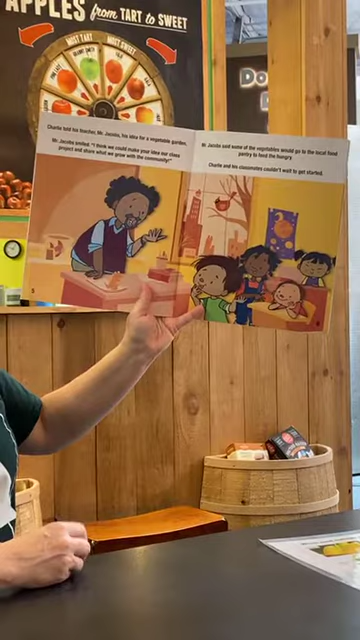 APPLES from TART to SWEET
MOST TART
MOST SWEET
Charlie told his teacher, Mr. Jacobs, his idea for a vegetable garden.
Mr. Jacobs smiled. "I think we could make your idea our class
project and share what we grow with the community!"
Mr. Jacobs said some of the vegetables would go to the local food
pantry to feed the hungry.
Charlie and his classmates couldn't wait to get started.